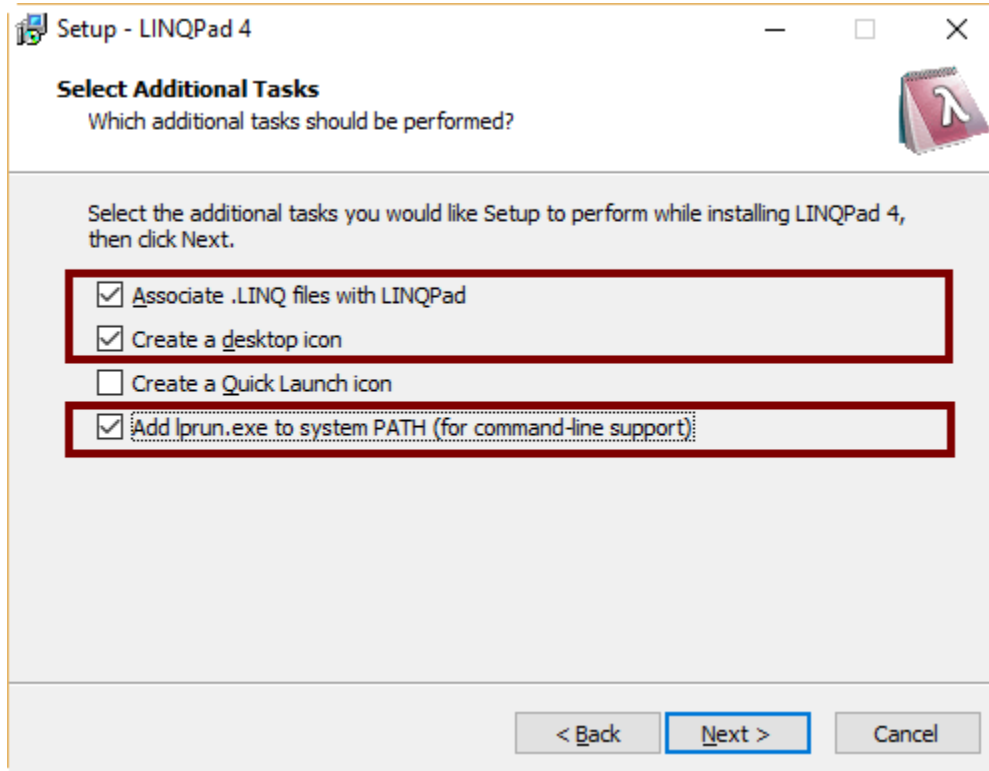 Setup - LINQPad 4
Select Additional Tasks
Which additional tasks should be performed?
λ
Select the additional tasks you would like Setup to perform while installing LINQPad 4,
then click Next.
Associate .LINQ files with LINQPad
Create a desktop icon
Create a Quick Launch icon
Add lprun.exe to system PATH (for command-line support)
< Back Next > Cancel